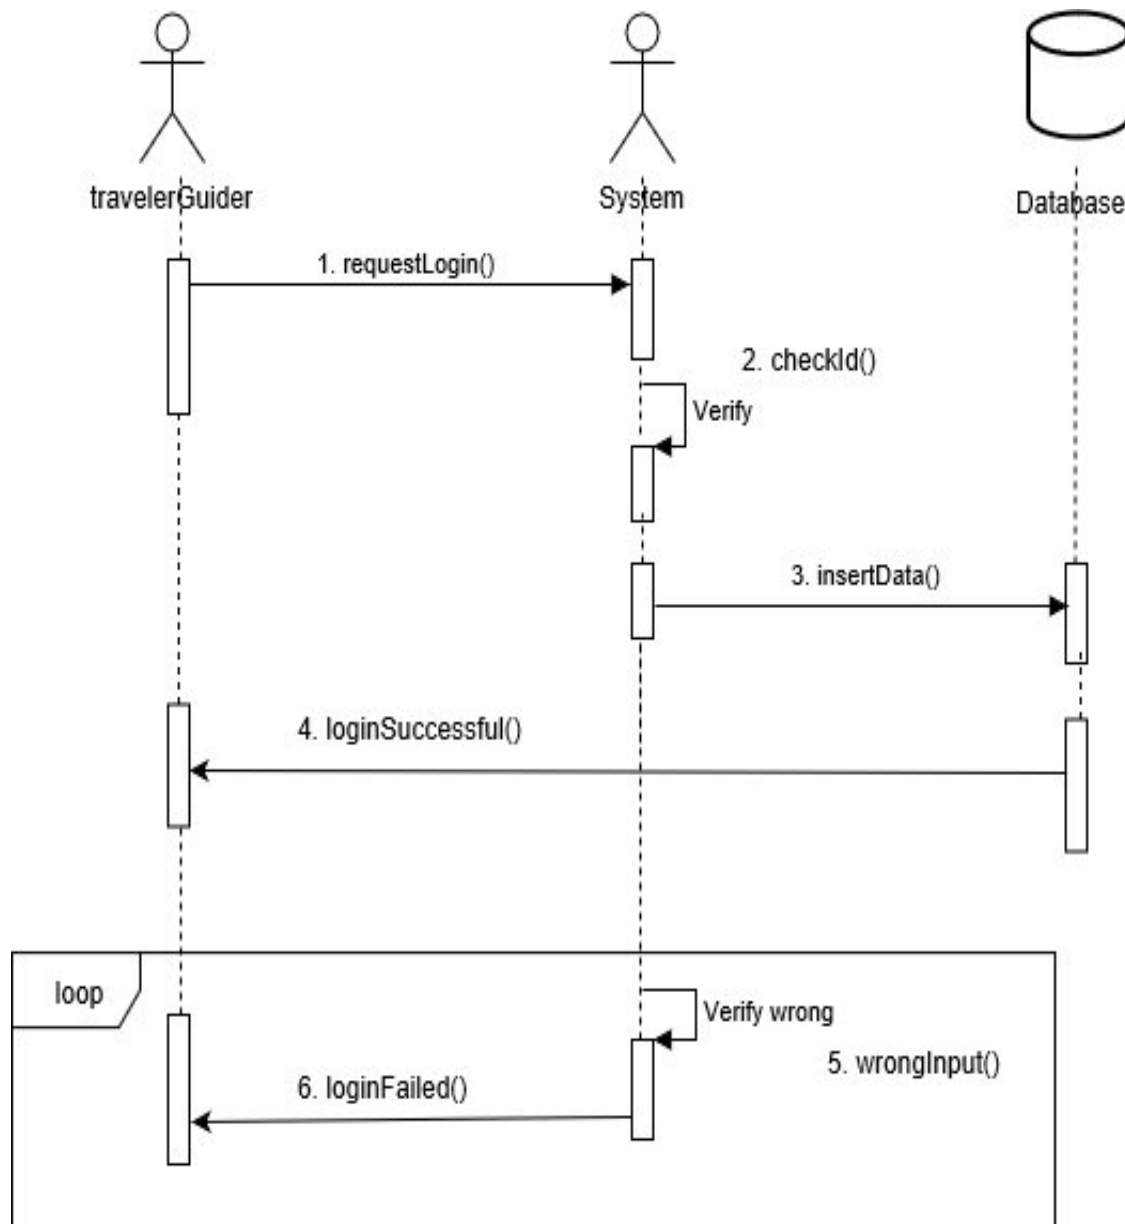 travelerGuider
System
Database
1. requestLogin()
2. checkId()
Verify
3. insertData()
4. loginSuccessful()
loop
Verify wrong
5. wrongInput()
6. loginFailed()